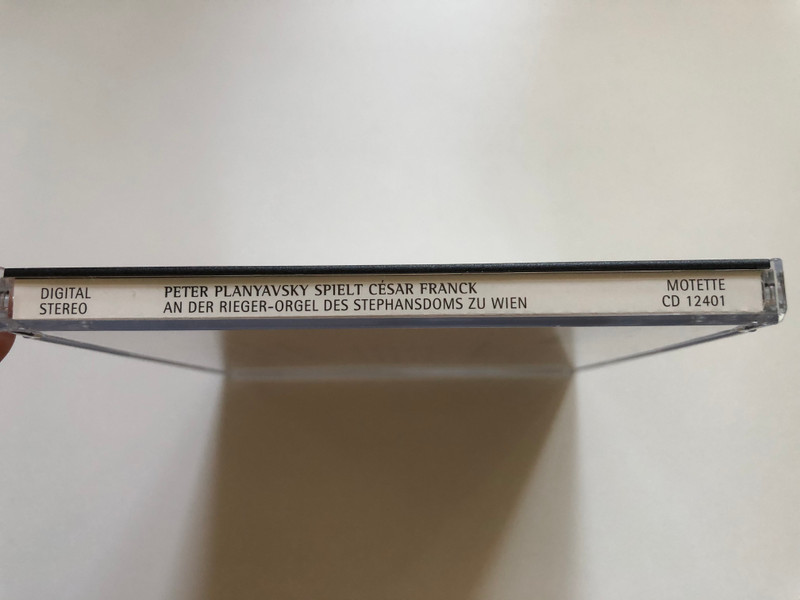 DIGITAL
STEREO
PETER PLANYAVSKY SPIELT CÉSAR FRANCK
AN DER RIEGER-ORGEL DES STEPHANSDOMS ZU WIEN
MOTETTE
CD 12401